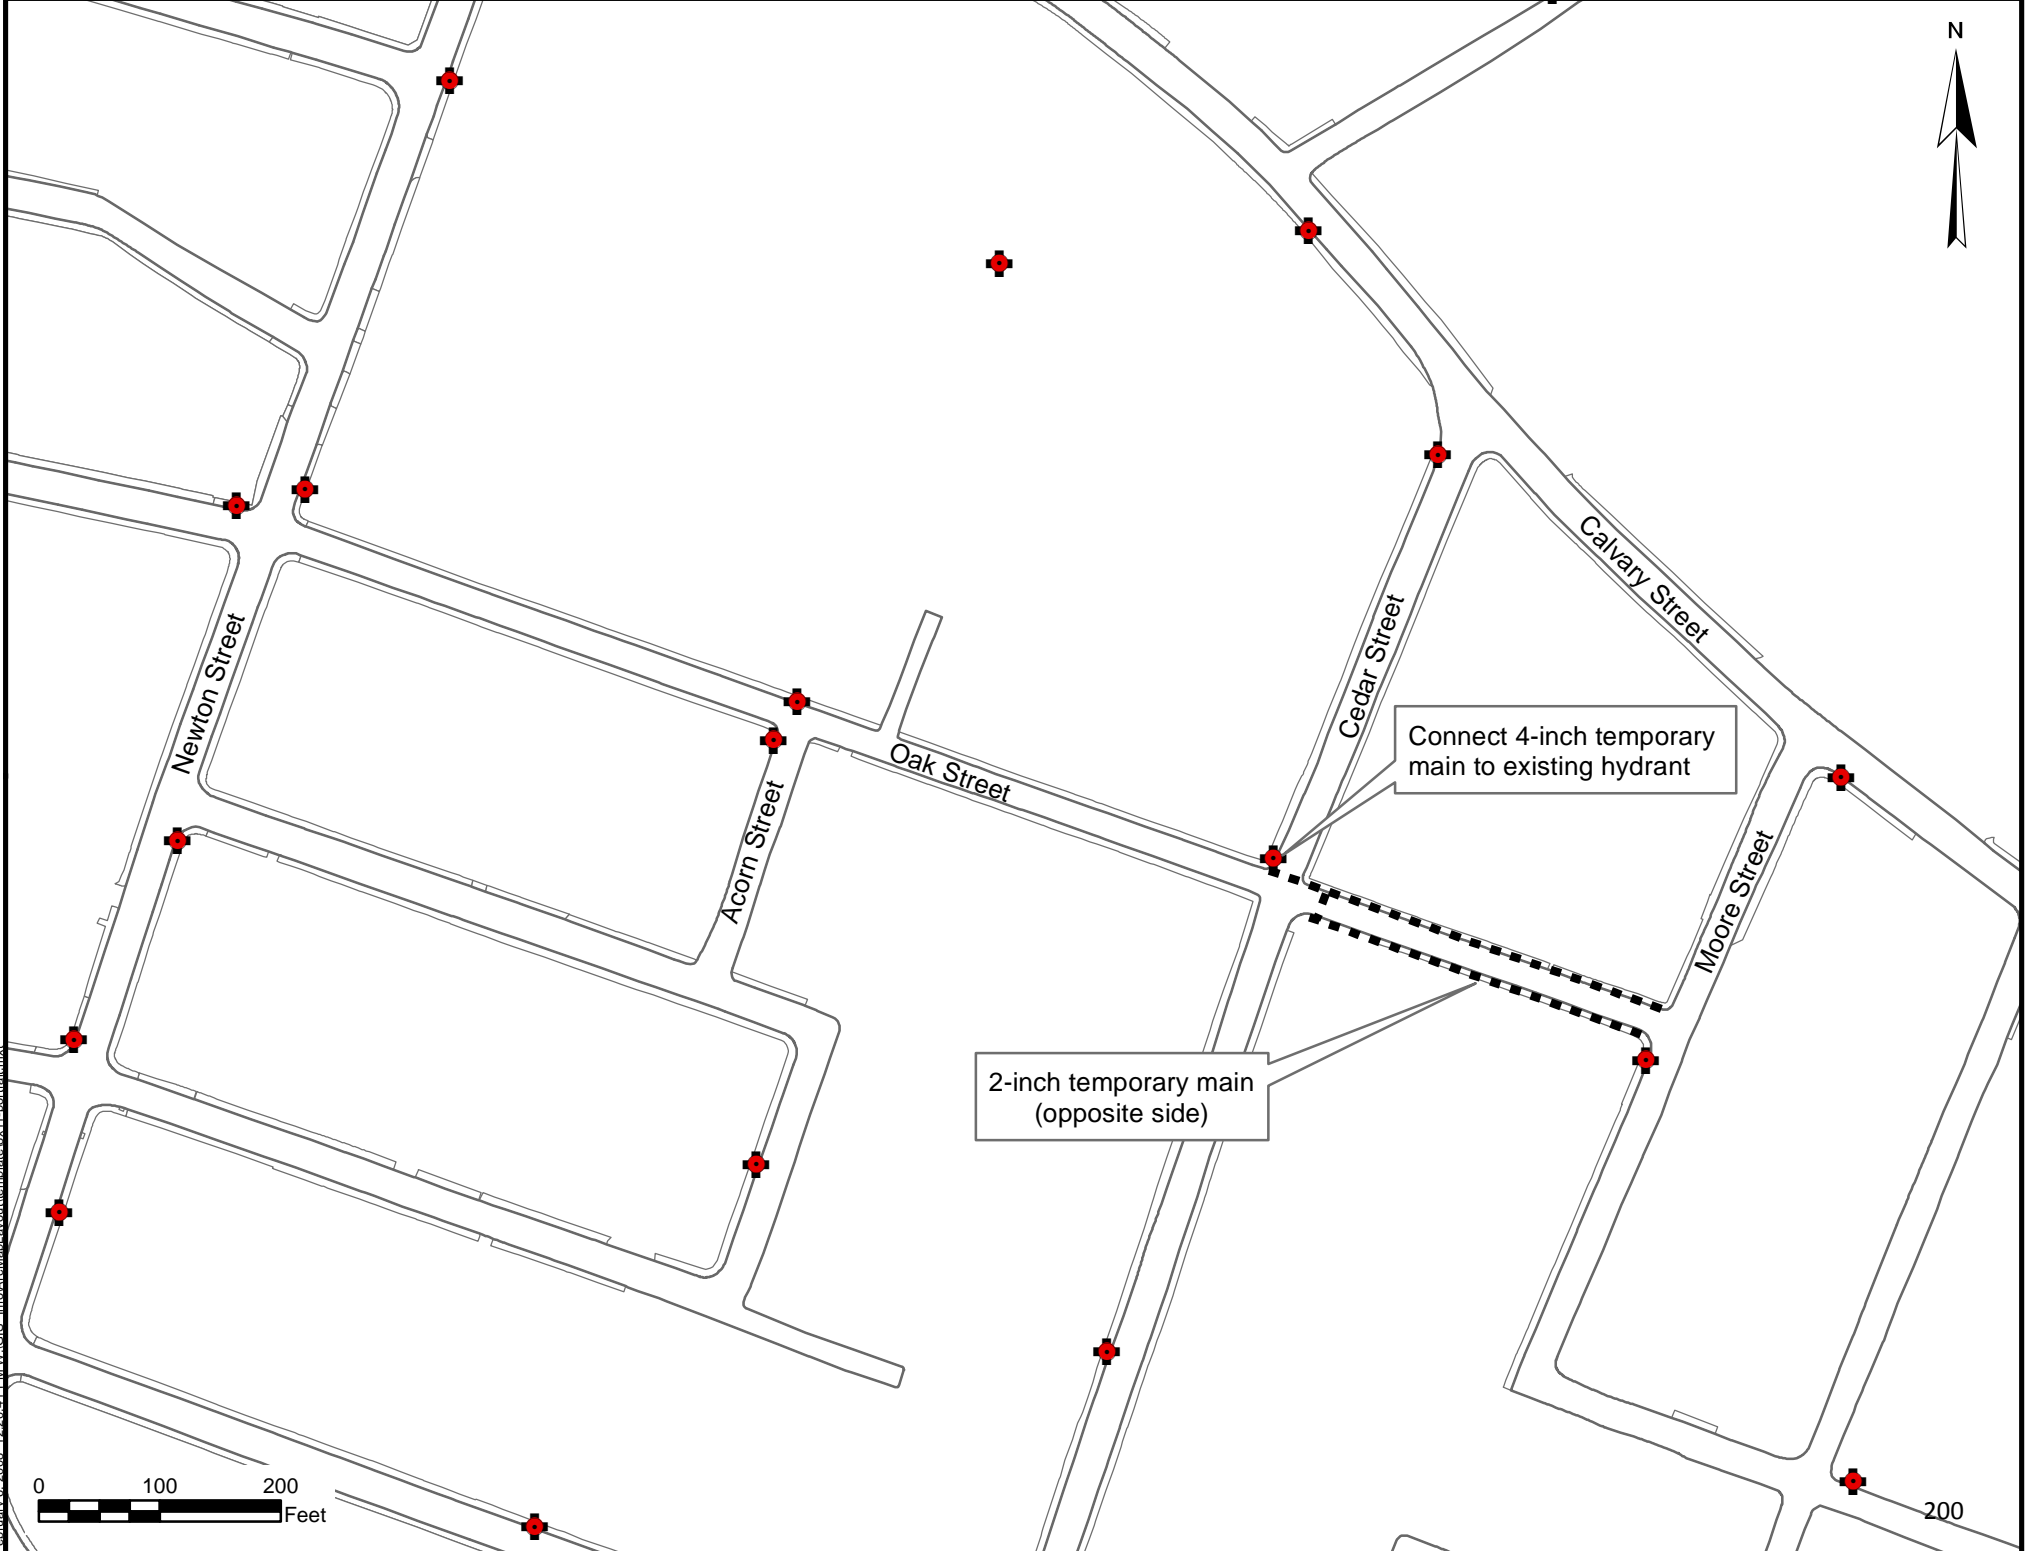 N
Calvary Street
Cedar Street
Newton Street
Connect 4-inch temporary
main to existing hydrant
Oak Street
Acorn Street
Moore Street
2-inch temporary main
(opposite side)
0 100 200
Feet
200